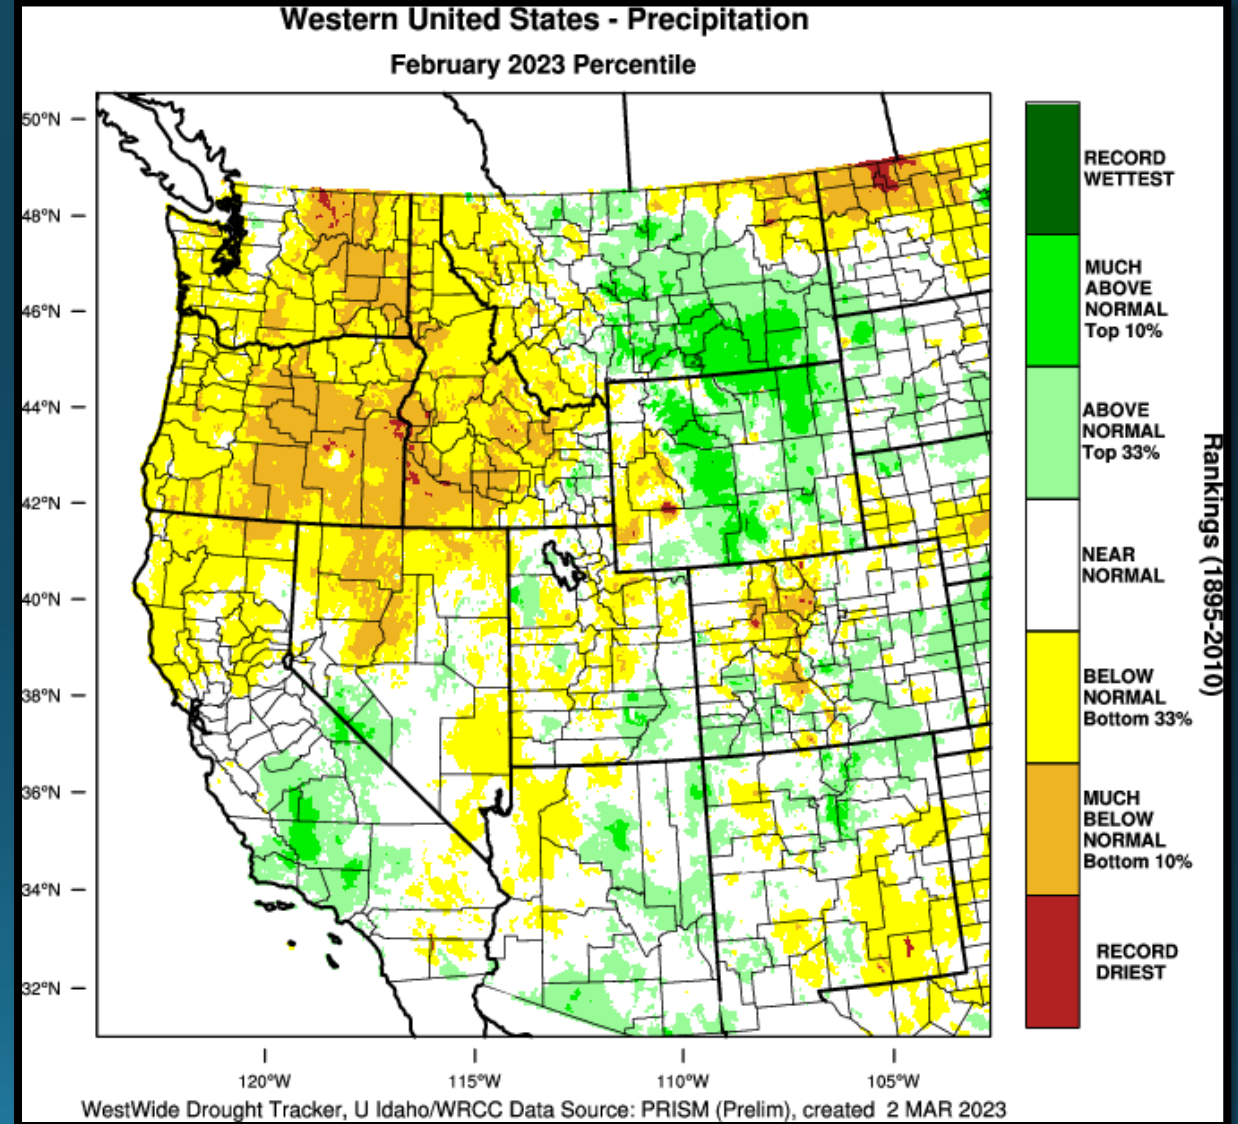 Western United States - Precipitation
February 2023 Percentile
50°N
48°N
46°N
44°N
42°N
40°N
38°N
36°N
34°N
32°N
120°W
115°W
110°W
105°W
RECORD
WETTEST
MUCH
ABOVE
NORMAL
Top 10%
ABOVE
NORMAL
Top 33%
NEAR
NORMAL
BELOW
NORMAL
Bottom 33%
MUCH
BELOW
NORMAL
Bottom 10%
RECORD
DRIEST
Rankings (1895-2010)
WestWide Drought Tracker, U Idaho/WRCC Data Source: PRISM (Prelim), created 2 MAR 2023